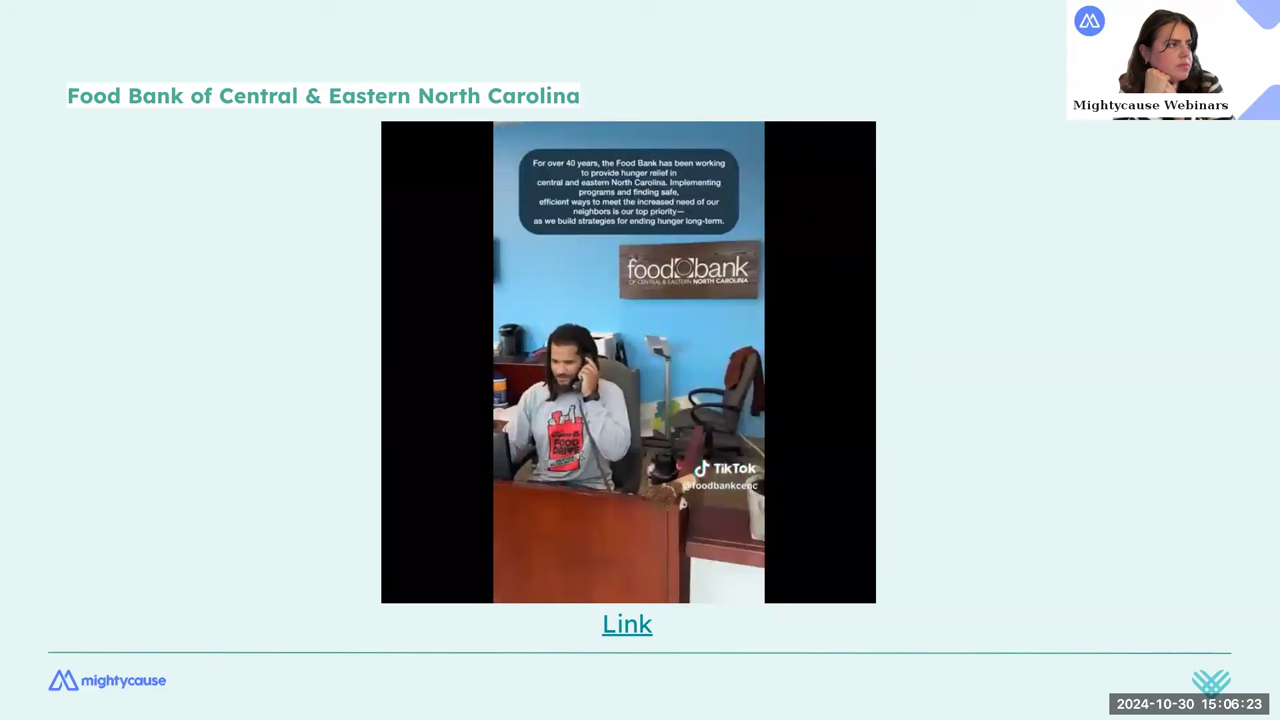 Mightycause Webinars
Food Bank of Central & Eastern North Carolina
For over 40 years, the Food Bank has been working
to provide hunger relief in
central and eastern North Carolina. Implementing
programs and finding safe,
efficient ways to meet the increased need of our
neighbors is our top priority—
as we build strategies for ending hunger long-term.
food bank
OF CENTRAL & EASTERN NORTH CAROLINA
FOOD
DRIVE
TikTok
@foodbankcenc
Link
mightycause
2024-10-30 15:06:23